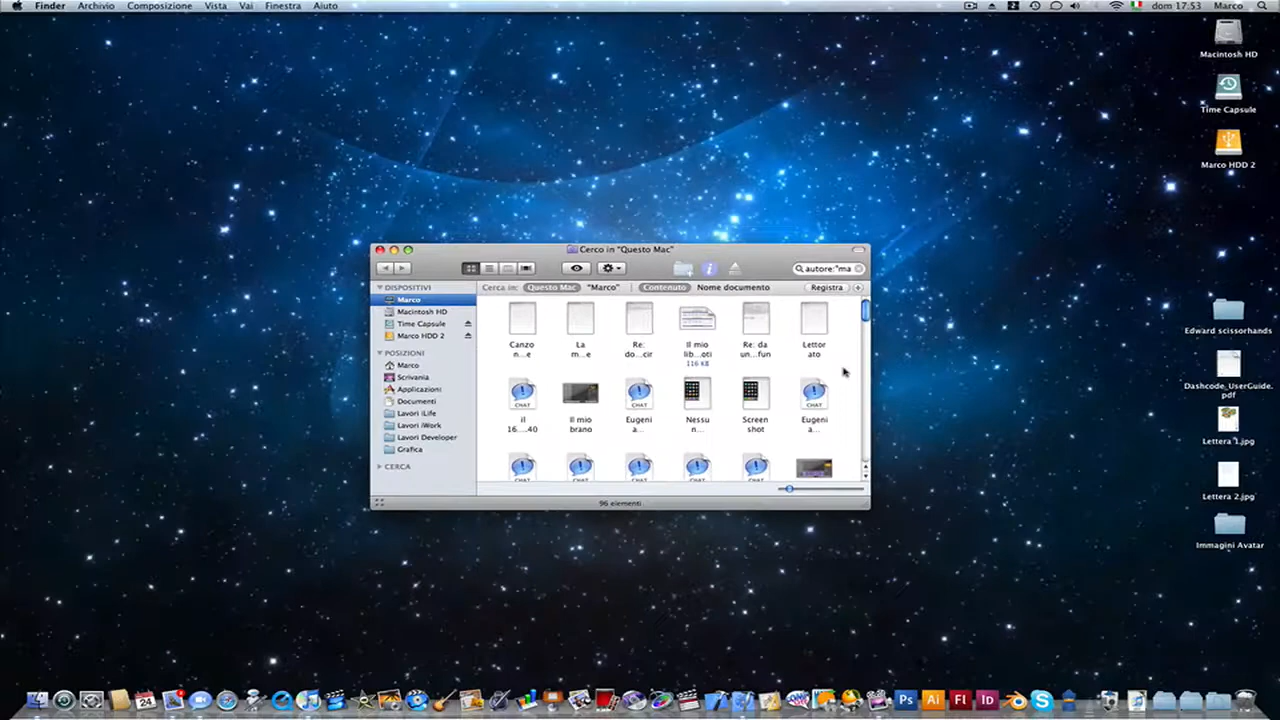 Finder Archivio Composizione Vista Vai Finestra Aiuto
dom 17:53 Marco
Macintosh HD
Time Capsule
Marco HDD 2
Edward scissorhands
Dashcode_UserGuide.
pdf
Lettera 1.jpg
Lettera 2.jpg
Immagini Avatar
Cerco in "Questo Mac"
autore:"ma
Cerca in: Questo Mac "Marco" Contenuto Nome documento Registra
DISPOSITIVI
Marco
Macintosh HD
Time Capsule
Marco HDD 2
POSIZIONI
Marco
Scrivania
Applicazioni
Documenti
Lavori iLife
Lavori iWork
Lavori Developer
Grafica
CERCA
Canzo
n...e
La
m...e
Re:
do...cir
Il mio
lib...oti
116 KB
Re: da
un...fun
Lettor
ato
CHAT
CHAT
CHAT
il
16....40
Il mio
brano
Eugeni
a...
Nessu
n...
Screen
shot
Eugeni
a...
CHAT
CHAT
CHAT
CHAT
CHAT
96 elementi
24
Ps
Ai
Fl
Id